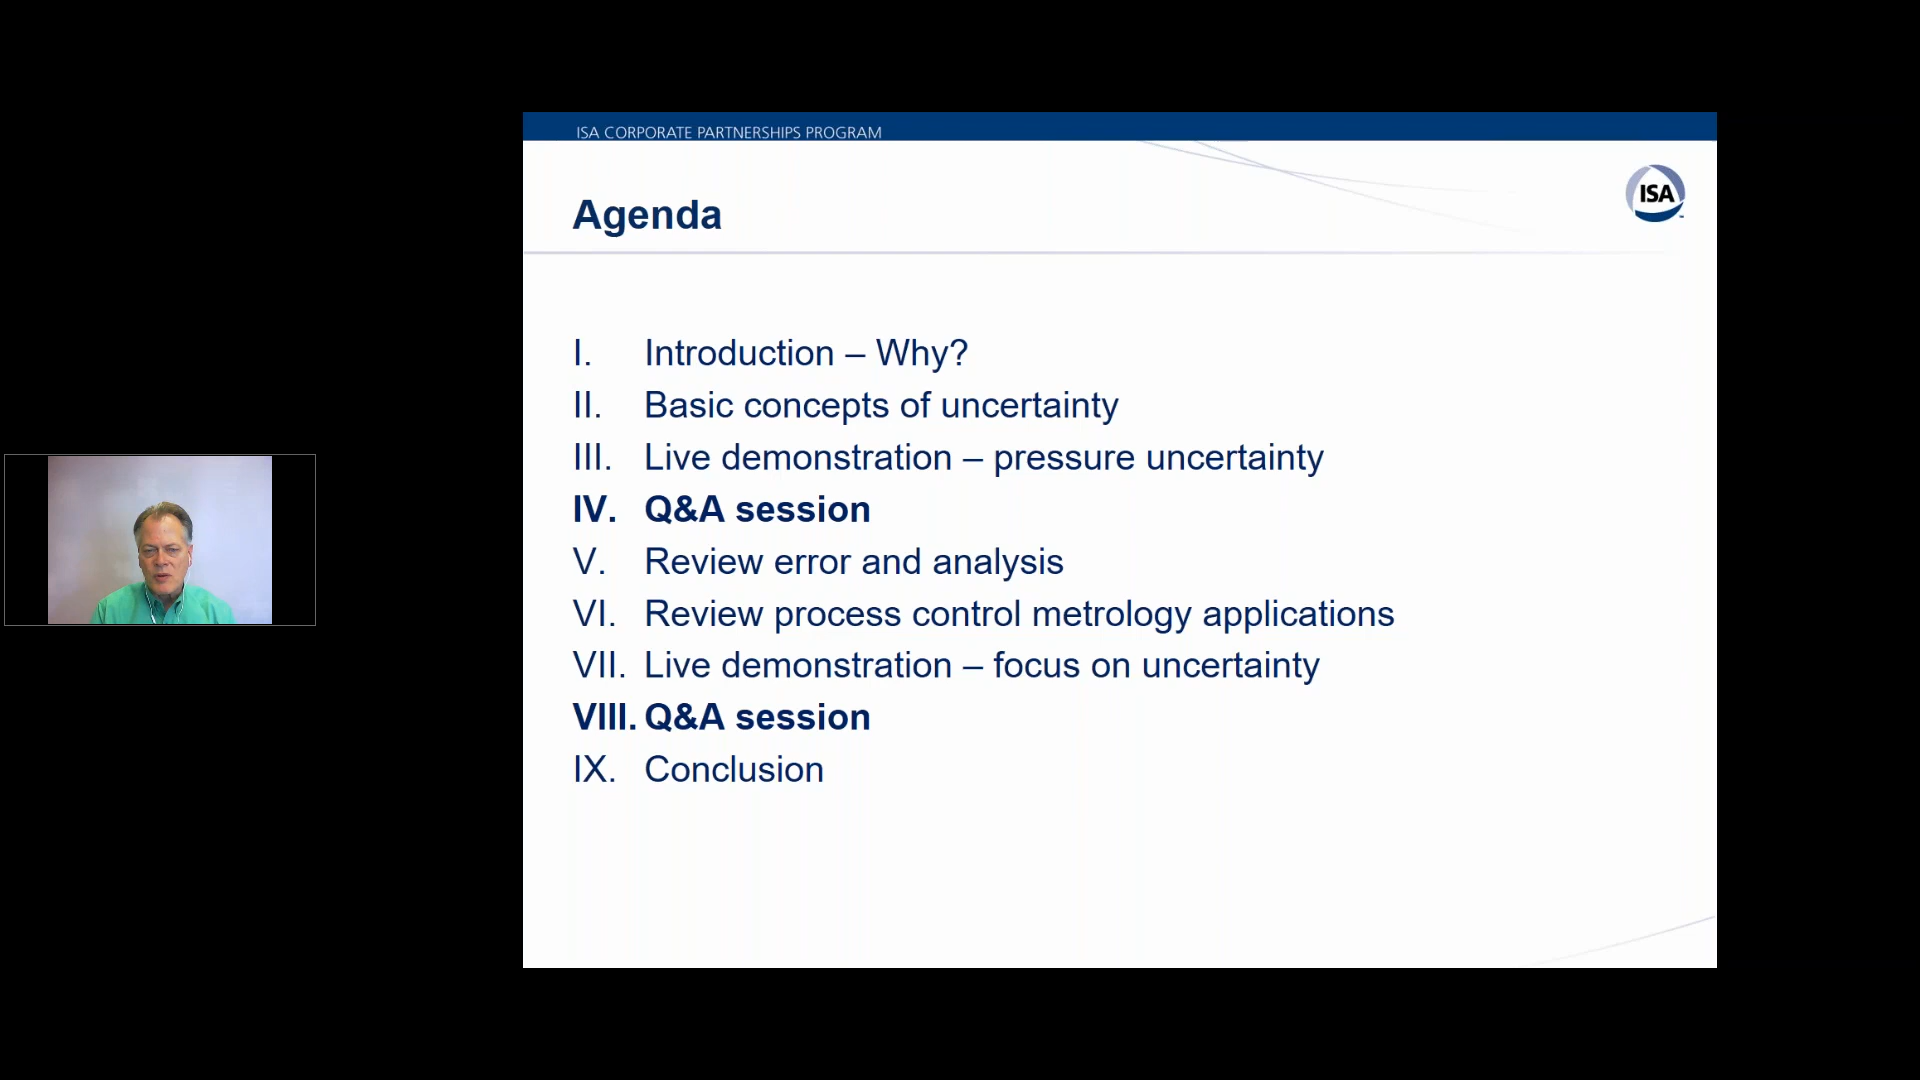 ISA CORPORATE PARTNERSHIPS PROGRAM
ISA
Agenda
I. Introduction – Why?
II. Basic concepts of uncertainty
III. Live demonstration – pressure uncertainty
IV. Q&A session
V. Review error and analysis
VI. Review process control metrology applications
VII. Live demonstration – focus on uncertainty
VIII. Q&A session
IX. Conclusion